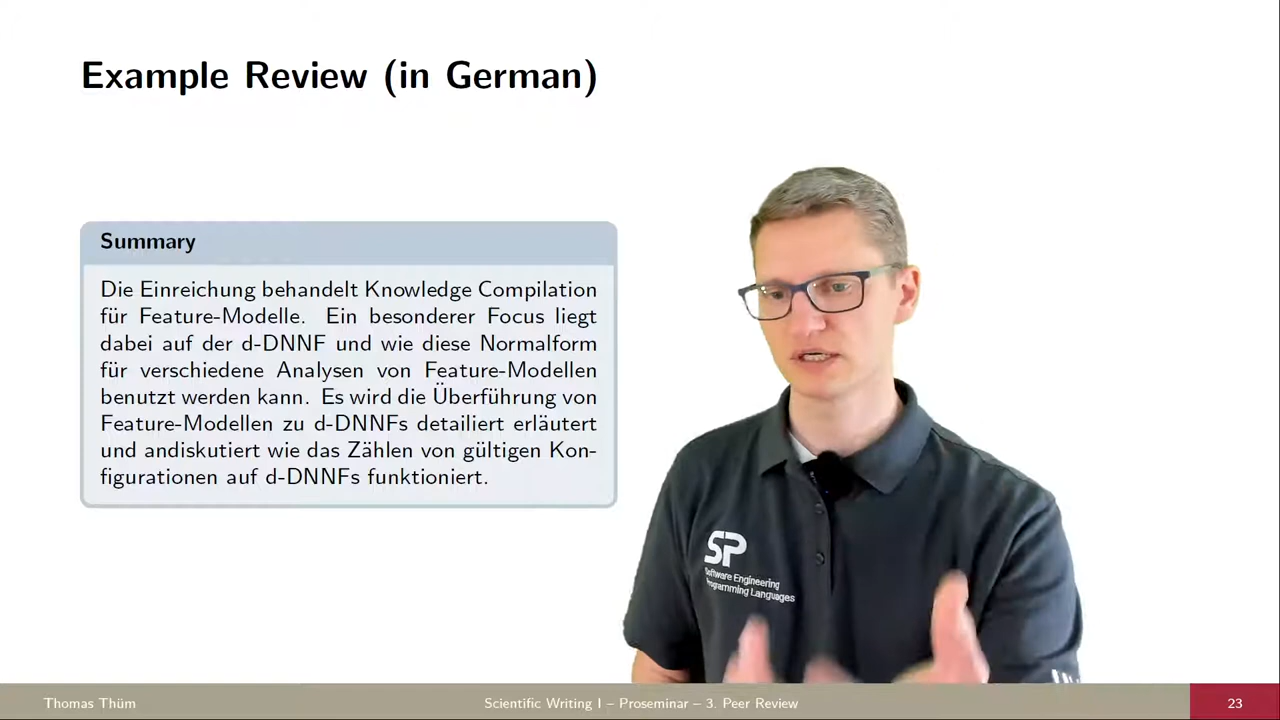 Example Review (in German)
Summary
Die Einreichung behandelt Knowledge Compilation
für Feature-Modelle. Ein besonderer Focus liegt
dabei auf der d-DNNF und wie diese Normalform
für verschiedene Analysen von Feature-Modellen
benutzt werden kann. Es wird die Überführung von
Feature-Modellen zu d-DNNFs detailiert erläutert
und andiskutiert wie das Zählen von gültigen Kon-
figurationen auf d-DNNFs funktioniert.
SP
Software Engineering
Programming Languages
Thomas Thüm
Scientific Writing I – Proseminar – 3. Peer Review
23